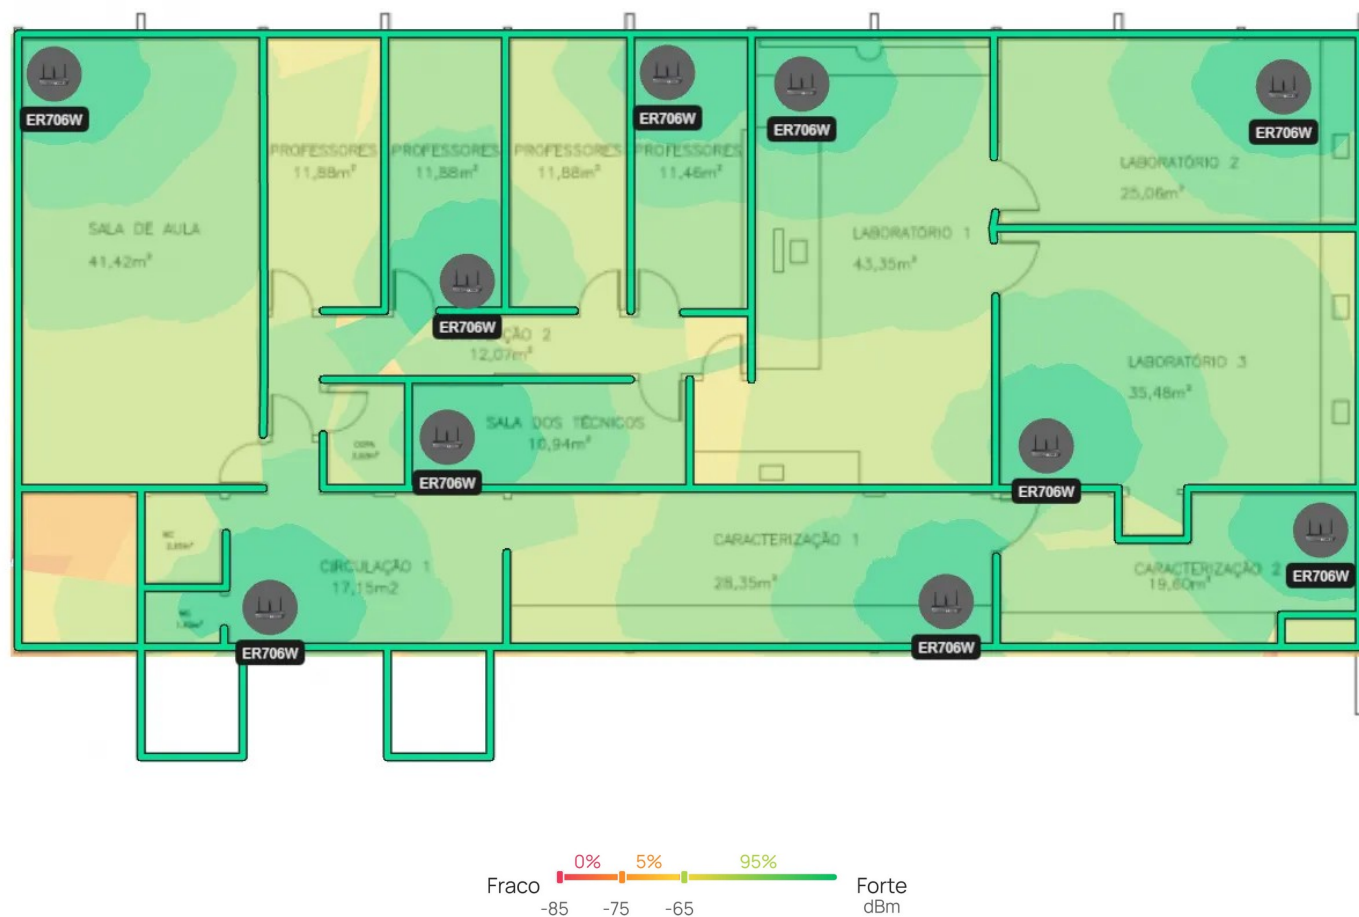 ER706W
ER706W
ER706W
ER706W
PROFESSORES
11,88m²
PROFESSORES
11,88m²
PROFESSORES
11,88m²
PROFESSORES
11,46m²
LABORATÓRIO 2
25,06m²
SALA DE AULA
41,42m²
LABORATÓRIO 1
43,35m²
ER706W
2
12,07m²
LABORATÓRIO 3
35,48m²
SALA DOS TÉCNICOS
10,94m²
ER706W
ER706W
WC
CIRCULAÇÃO 1
17,15m2
CARACTERIZAÇÃO 1
28,35m²
CARACTERIZAÇÃO 2
19,60m²
ER706W
WC
ER706W
ER706W
0% 5% 95%
Fraco Forte
-85 -75 -65 dBm